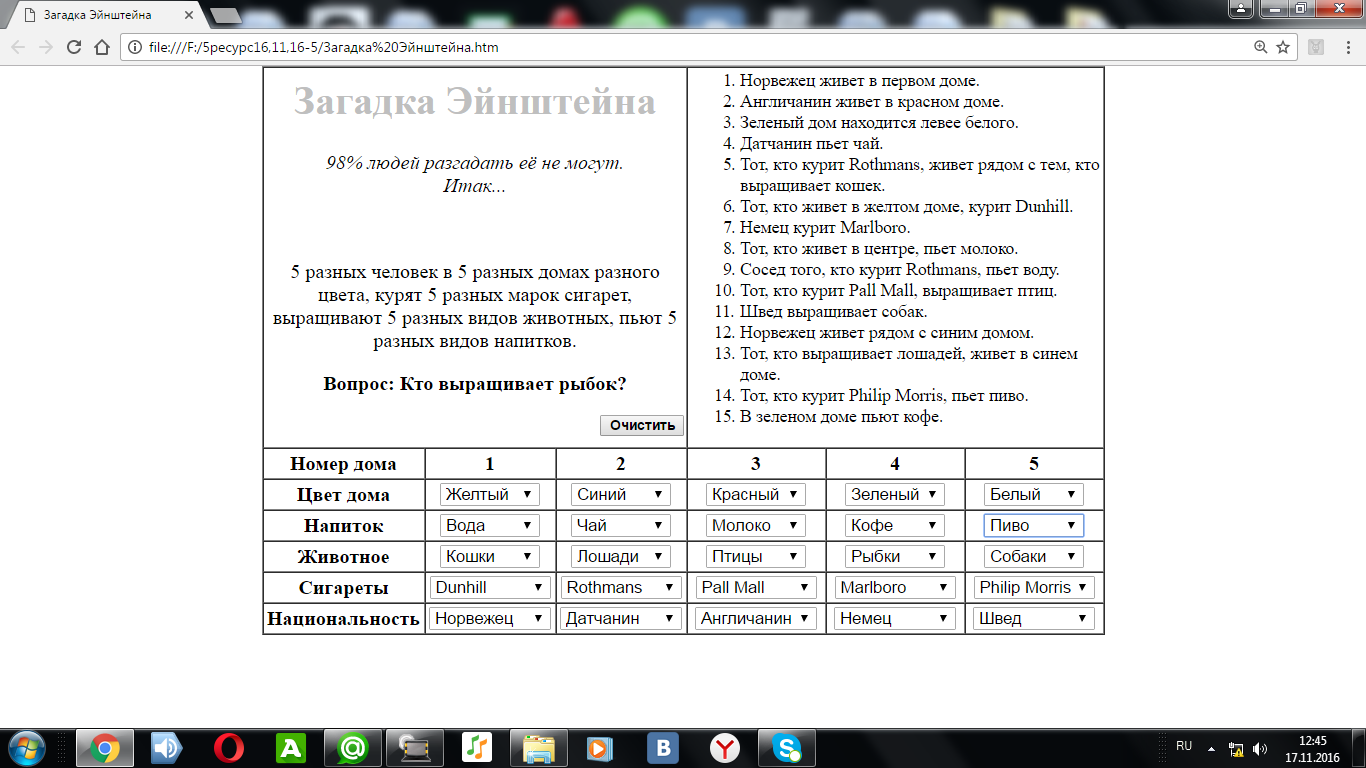 Загадка Эйнштейна
file:///F:/5ресурс16,11,16-5/Загадка%20Эйнштейна.htm
Загадка Эйнштейна
98% людей разгадать её не могут.
Итак...
5 разных человек в 5 разных домах разного
цвета, курят 5 разных марок сигарет,
выращивают 5 разных видов животных, пьют 5
разных видов напитков.
Вопрос: Кто выращивает рыбок?
Очистить
1. Норвежец живет в первом доме.
2. Англичанин живет в красном доме.
3. Зеленый дом находится левее белого.
4. Датчанин пьет чай.
5. Тот, кто курит Rothmans, живет рядом с тем, кто
выращивает кошек.
6. Тот, кто живет в желтом доме, курит Dunhill.
7. Немец курит Marlboro.
8. Тот, кто живет в центре, пьет молоко.
9. Сосед того, кто курит Rothmans, пьет воду.
10. Тот, кто курит Pall Mall, выращивает птиц.
11. Швед выращивает собак.
12. Норвежец живет рядом с синим домом.
13. Тот, кто выращивает лошадей, живет в синем
доме.
14. Тот, кто курит Philip Morris, пьет пиво.
15. В зеленом доме пьют кофе.
Номер дома 1 2 3 4 5
Цвет дома Желтый Синий Красный Зеленый Белый
Напиток Вода Чай Молоко Кофе Пиво
Животное Кошки Лошади Птицы Рыбки Собаки
Сигареты Dunhill Rothmans Pall Mall Marlboro Philip Morris
Национальность Норвежец Датчанин Англичанин Немец Швед
RU
12:45
17.11.2016